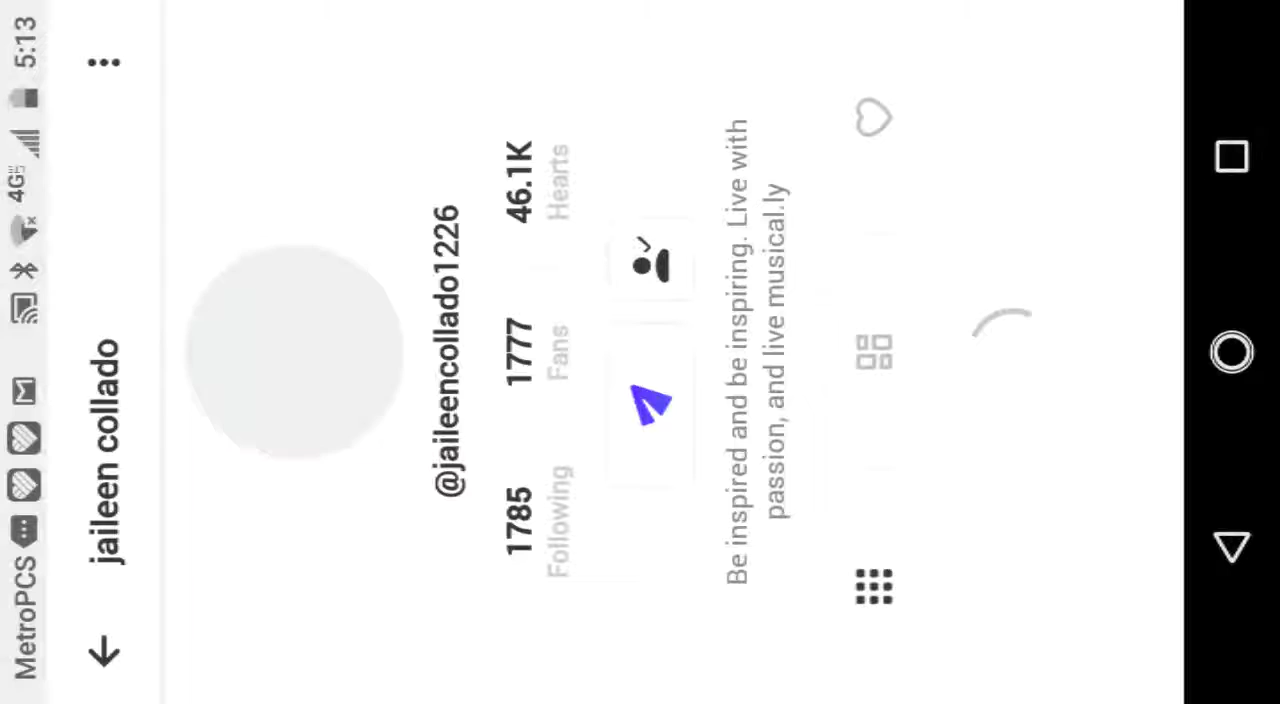 MetroPCS 4G 5:13
jaileen collado
@jaileencollado1226
1785 1777 46.1K
Following Fans Hearts
Be inspired and be inspiring. Live with
passion, and live musical.ly